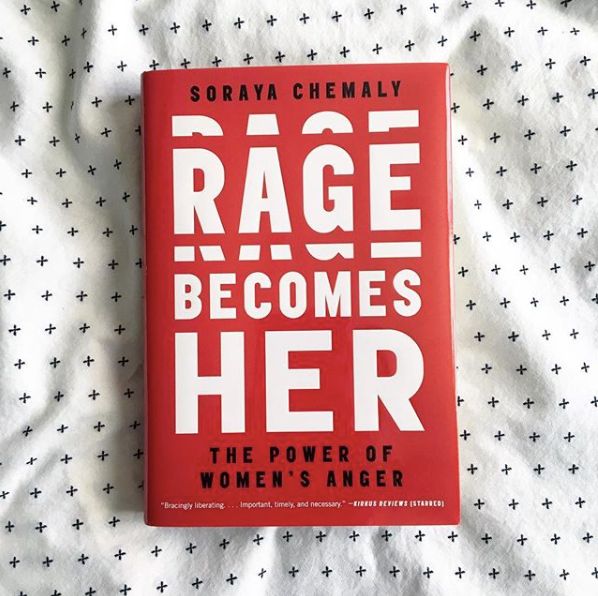 SORAYA CHEMALY
RAGE
RAGE
RAGE
BECOMES
HER
THE POWER OF
WOMEN'S ANGER
"Bracingly liberating. . . . Important, timely, and necessary." —KIRKUS REVIEWS (STARRED)